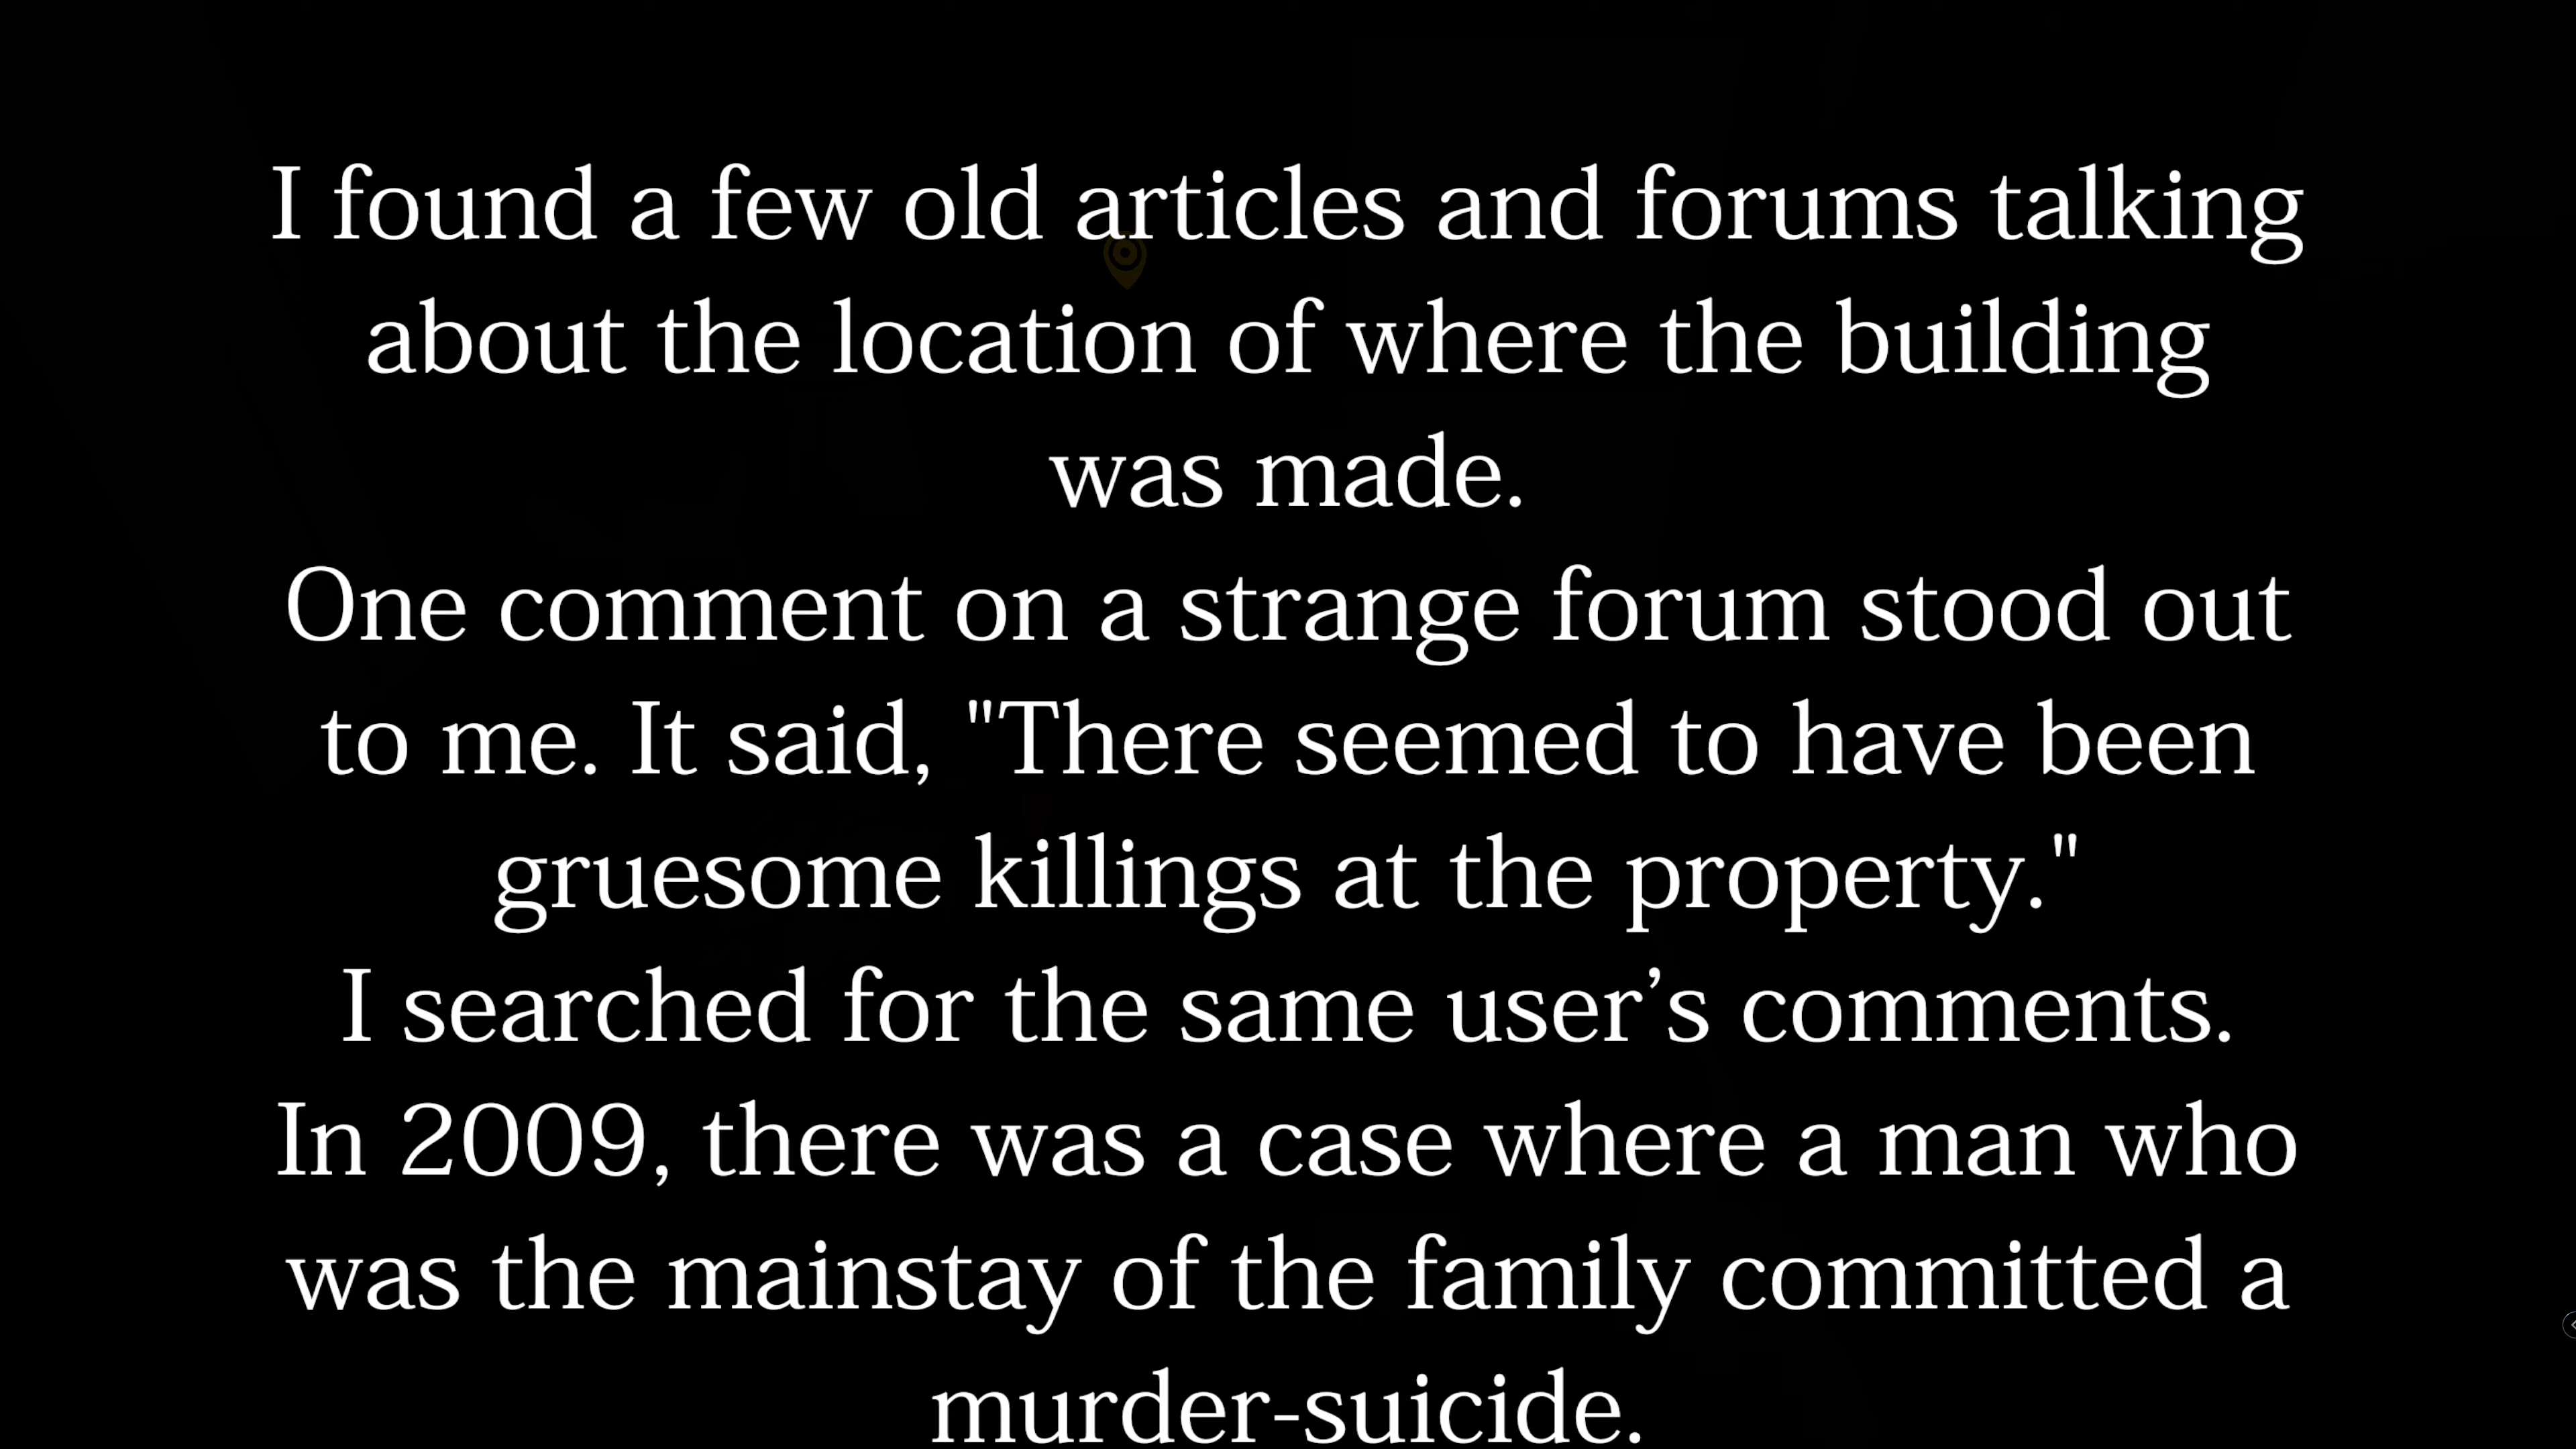 I found a few old articles and forums talking
about the location of where the building
was made.
One comment on a strange forum stood out
to me. It said, "There seemed to have been
gruesome killings at the property."
I searched for the same user’s comments.
In 2009, there was a case where a man who
was the mainstay of the family committed a
murder-suicide.